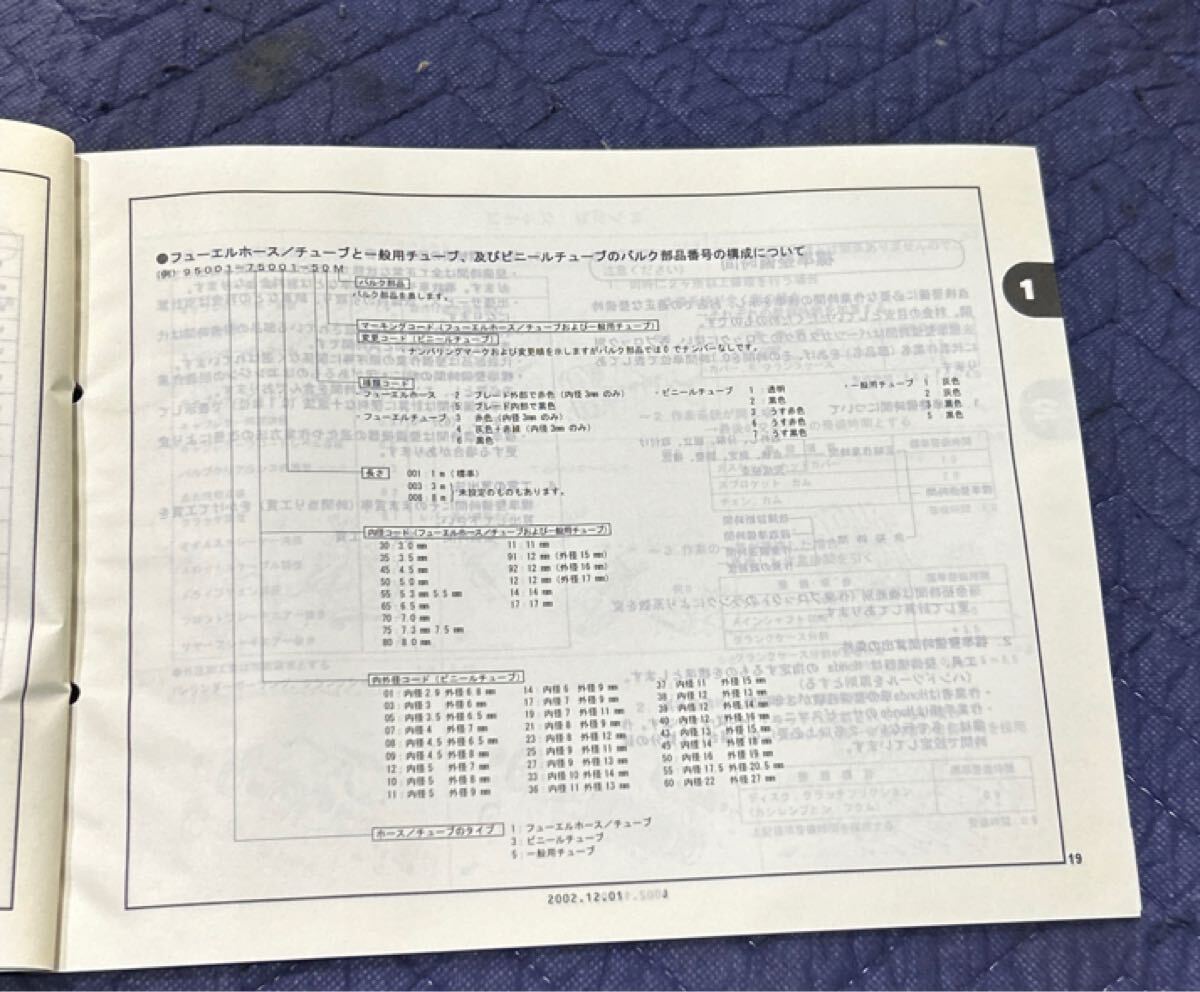 ●フューエルホース／チューブと一般用チューブ、及びビニールチューブのバルク部品番号の構成について
(例) 95001-75001-50M
バルク部品
バルク部品を表します。
マーキングコード (フューエルホース／チューブおよび一般用チューブ)
変更コード (ビニールチューブ)
ナンバリングマークおよび変更順を示しますがバルク部品では0でナンバーなしです。
種類コード
・フューエルホース 2 - ブレード外部で赤色 (内径3mmのみ)
5 ブレード内部で黒色
・フューエルチューブ 3 赤色 (内径3mmのみ)
4 灰色+赤線 (内径3mmのみ)
6 黒色
・ビニールチューブ 1 : 透明
2 : 黒色
3 うす赤色
6 うす赤色
7 うす黒色
・一般用チューブ 1 灰色
2 灰色
3 黒色
5 黒色
長さ
001 : 1m (標準)
003 : 3m
008 : 8m
未設定のものもあります。
内径コード (フューエルホース／チューブおよび一般用チューブ)
30 : 3.0mm
35 : 3.5mm
45 : 4.5mm
50 : 5.0mm
55 : 5.3mm 5.5mm
65 : 6.5mm
70 : 7.0mm
75 : 7.3mm 7.5mm
80 : 8.0mm
11 : 11mm
91 : 12mm (外径15mm)
92 : 12mm (外径16mm)
12 : 12mm (外径17mm)
14 : 14mm
17 : 17mm
内外径コード (ビニールチューブ)
01 : 内径2.9 外径6.8mm
03 : 内径3 外径6mm
05 : 内径3.5 外径6.5mm
07 : 内径4 外径7mm
08 : 内径4.5 外径6.5mm
09 : 内径4.5 外径8mm
12 : 内径5 外径7mm
10 : 内径5 外径8mm
11 : 内径5 外径9mm
14 : 内径6 外径9mm
17 : 内径7 外径9mm
19 : 内径7 外径11mm
21 : 内径8 外径9mm
23 : 内径8 外径12mm
25 : 内径9 外径11mm
27 : 内径9 外径13mm
33 : 内径10 外径14mm
36 : 内径11 外径13mm
37 : 内径11 外径15mm
38 : 内径12 外径13mm
39 : 内径12 外径14mm
40 : 内径12 外径16mm
43 : 内径13 外径15mm
45 : 内径14 外径18mm
50 : 内径16 外径19mm
55 : 内径17.5 外径20.5mm
60 : 内径22 外径27mm
ホース／チューブのタイプ
1 : フューエルホース／チューブ
3 : ビニールチューブ
5 : 一般用チューブ
1
19
2002.12.01